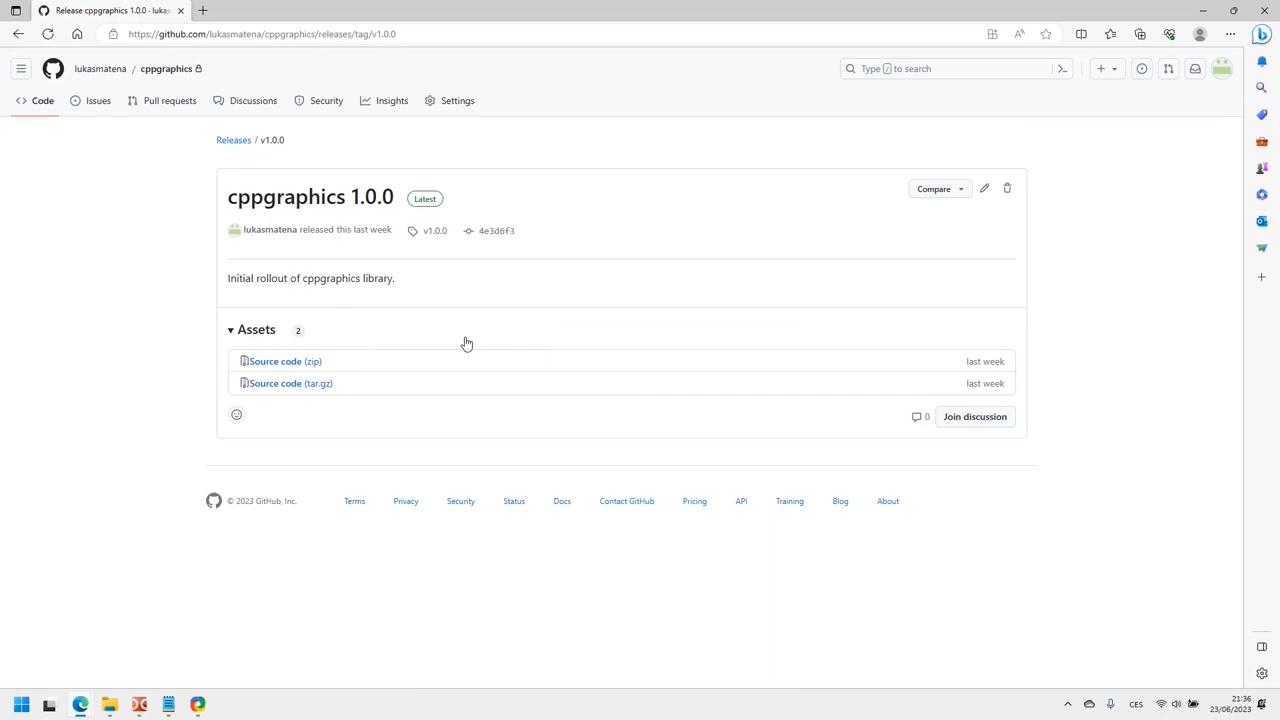 Release cppgraphics 1.0.0 · lukas
https://github.com/lukasmatena/cppgraphics/releases/tag/v1.0.0
lukasmatena / cppgraphics
Type / to search
Code Issues Pull requests Discussions Security Insights Settings
Releases / v1.0.0
cppgraphics 1.0.0 Latest
Compare
lukasmatena released this last week v1.0.0 4e3d6f3
Initial rollout of cppgraphics library.
Assets 2
Source code (zip) last week
Source code (tar.gz) last week
0 Join discussion
© 2023 GitHub, Inc. Terms Privacy Security Status Docs Contact GitHub Pricing API Training Blog About
CES
21:36
23/06/2023